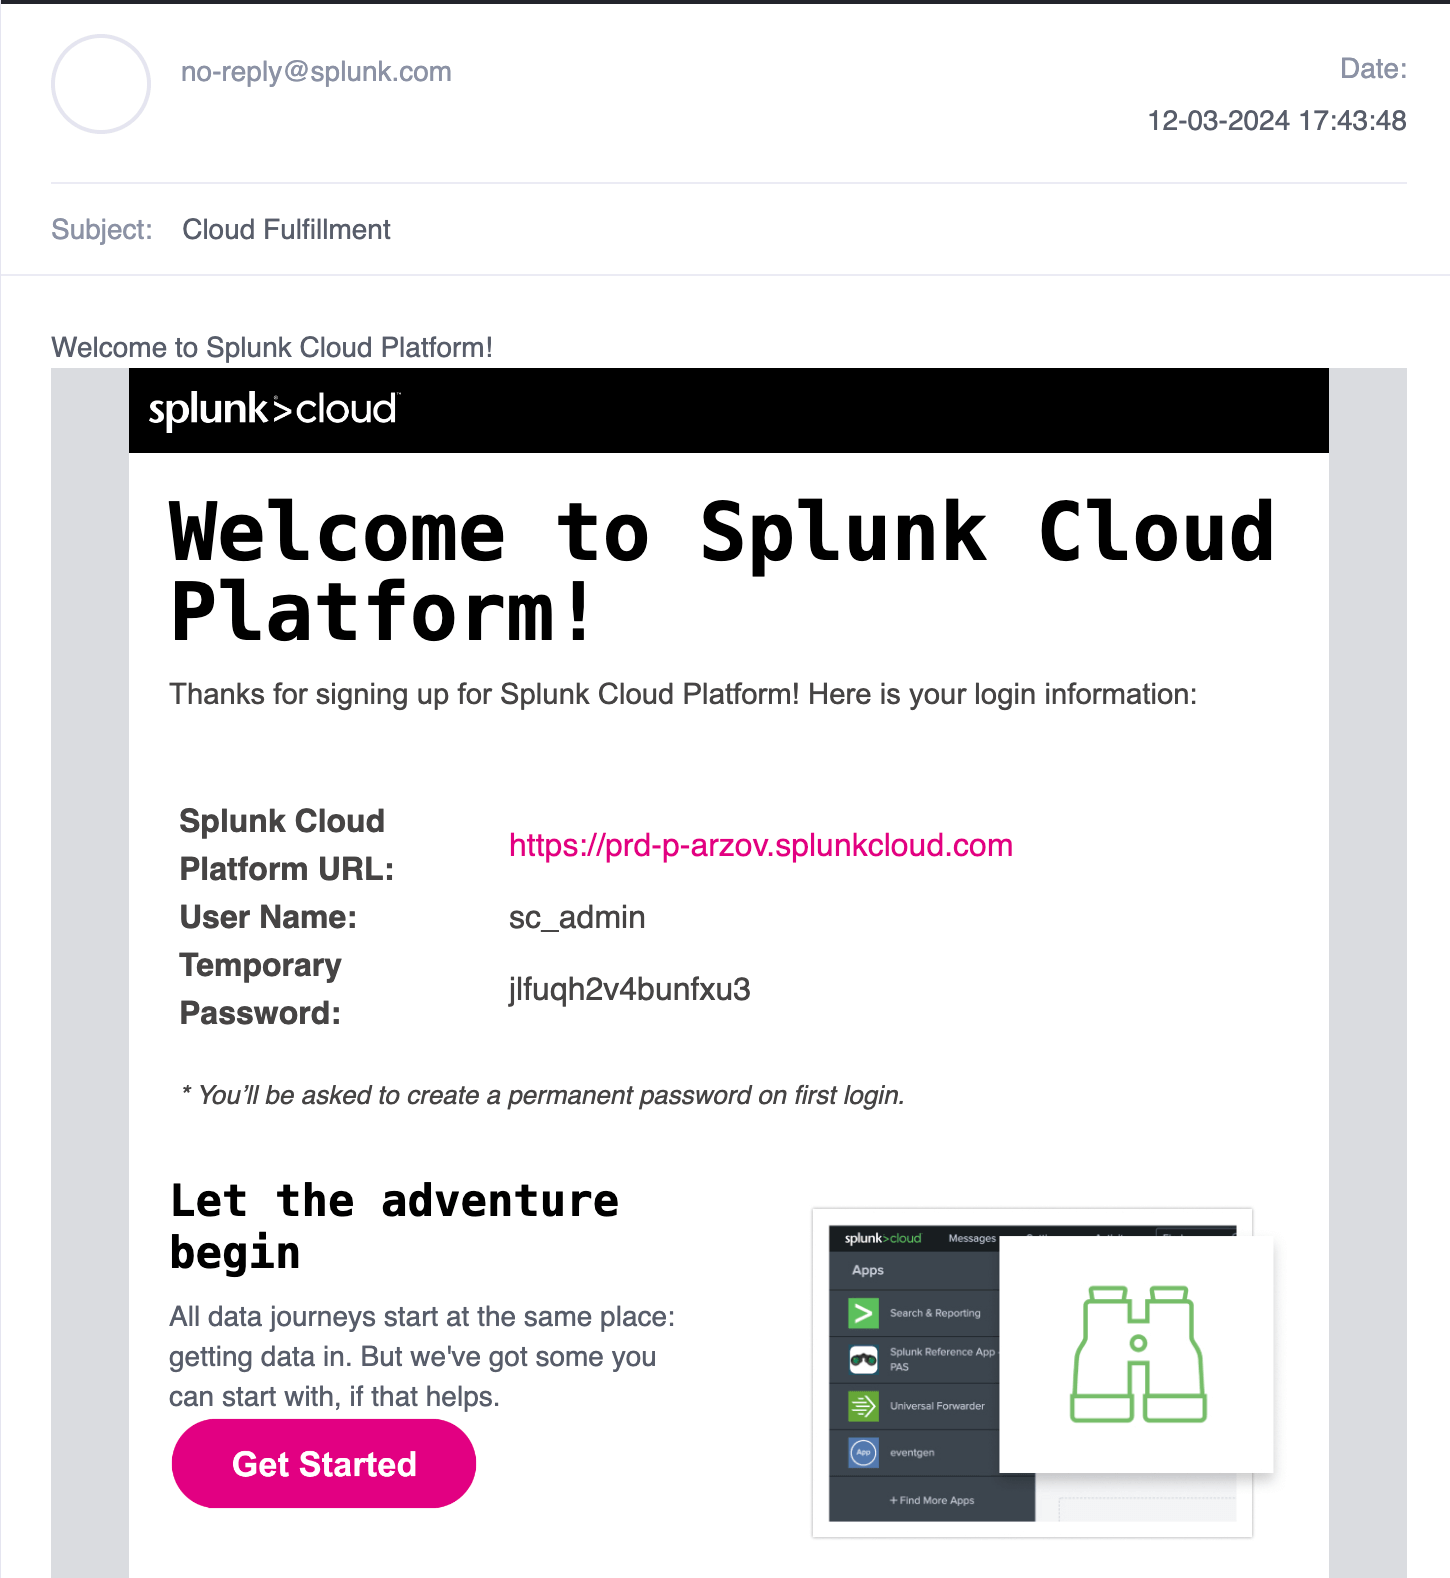 no-reply@splunk.com
Date:
12-03-2024 17:43:48
Subject: Cloud Fulfillment
Welcome to Splunk Cloud Platform!
splunk>cloud™
Welcome to Splunk Cloud
Platform!
Thanks for signing up for Splunk Cloud Platform! Here is your login information:
Splunk Cloud
Platform URL:
https://prd-p-arzov.splunkcloud.com
User Name: sc_admin
Temporary
Password:
jlfuqh2v4bunfxu3
* You’ll be asked to create a permanent password on first login.
Let the adventure
begin
All data journeys start at the same place:
getting data in. But we've got some you
can start with, if that helps.
Get Started
splunk>cloud Messages
Apps
Search & Reporting
Splunk Reference App -
PAS
Universal Forwarder
App eventgen
+ Find More Apps